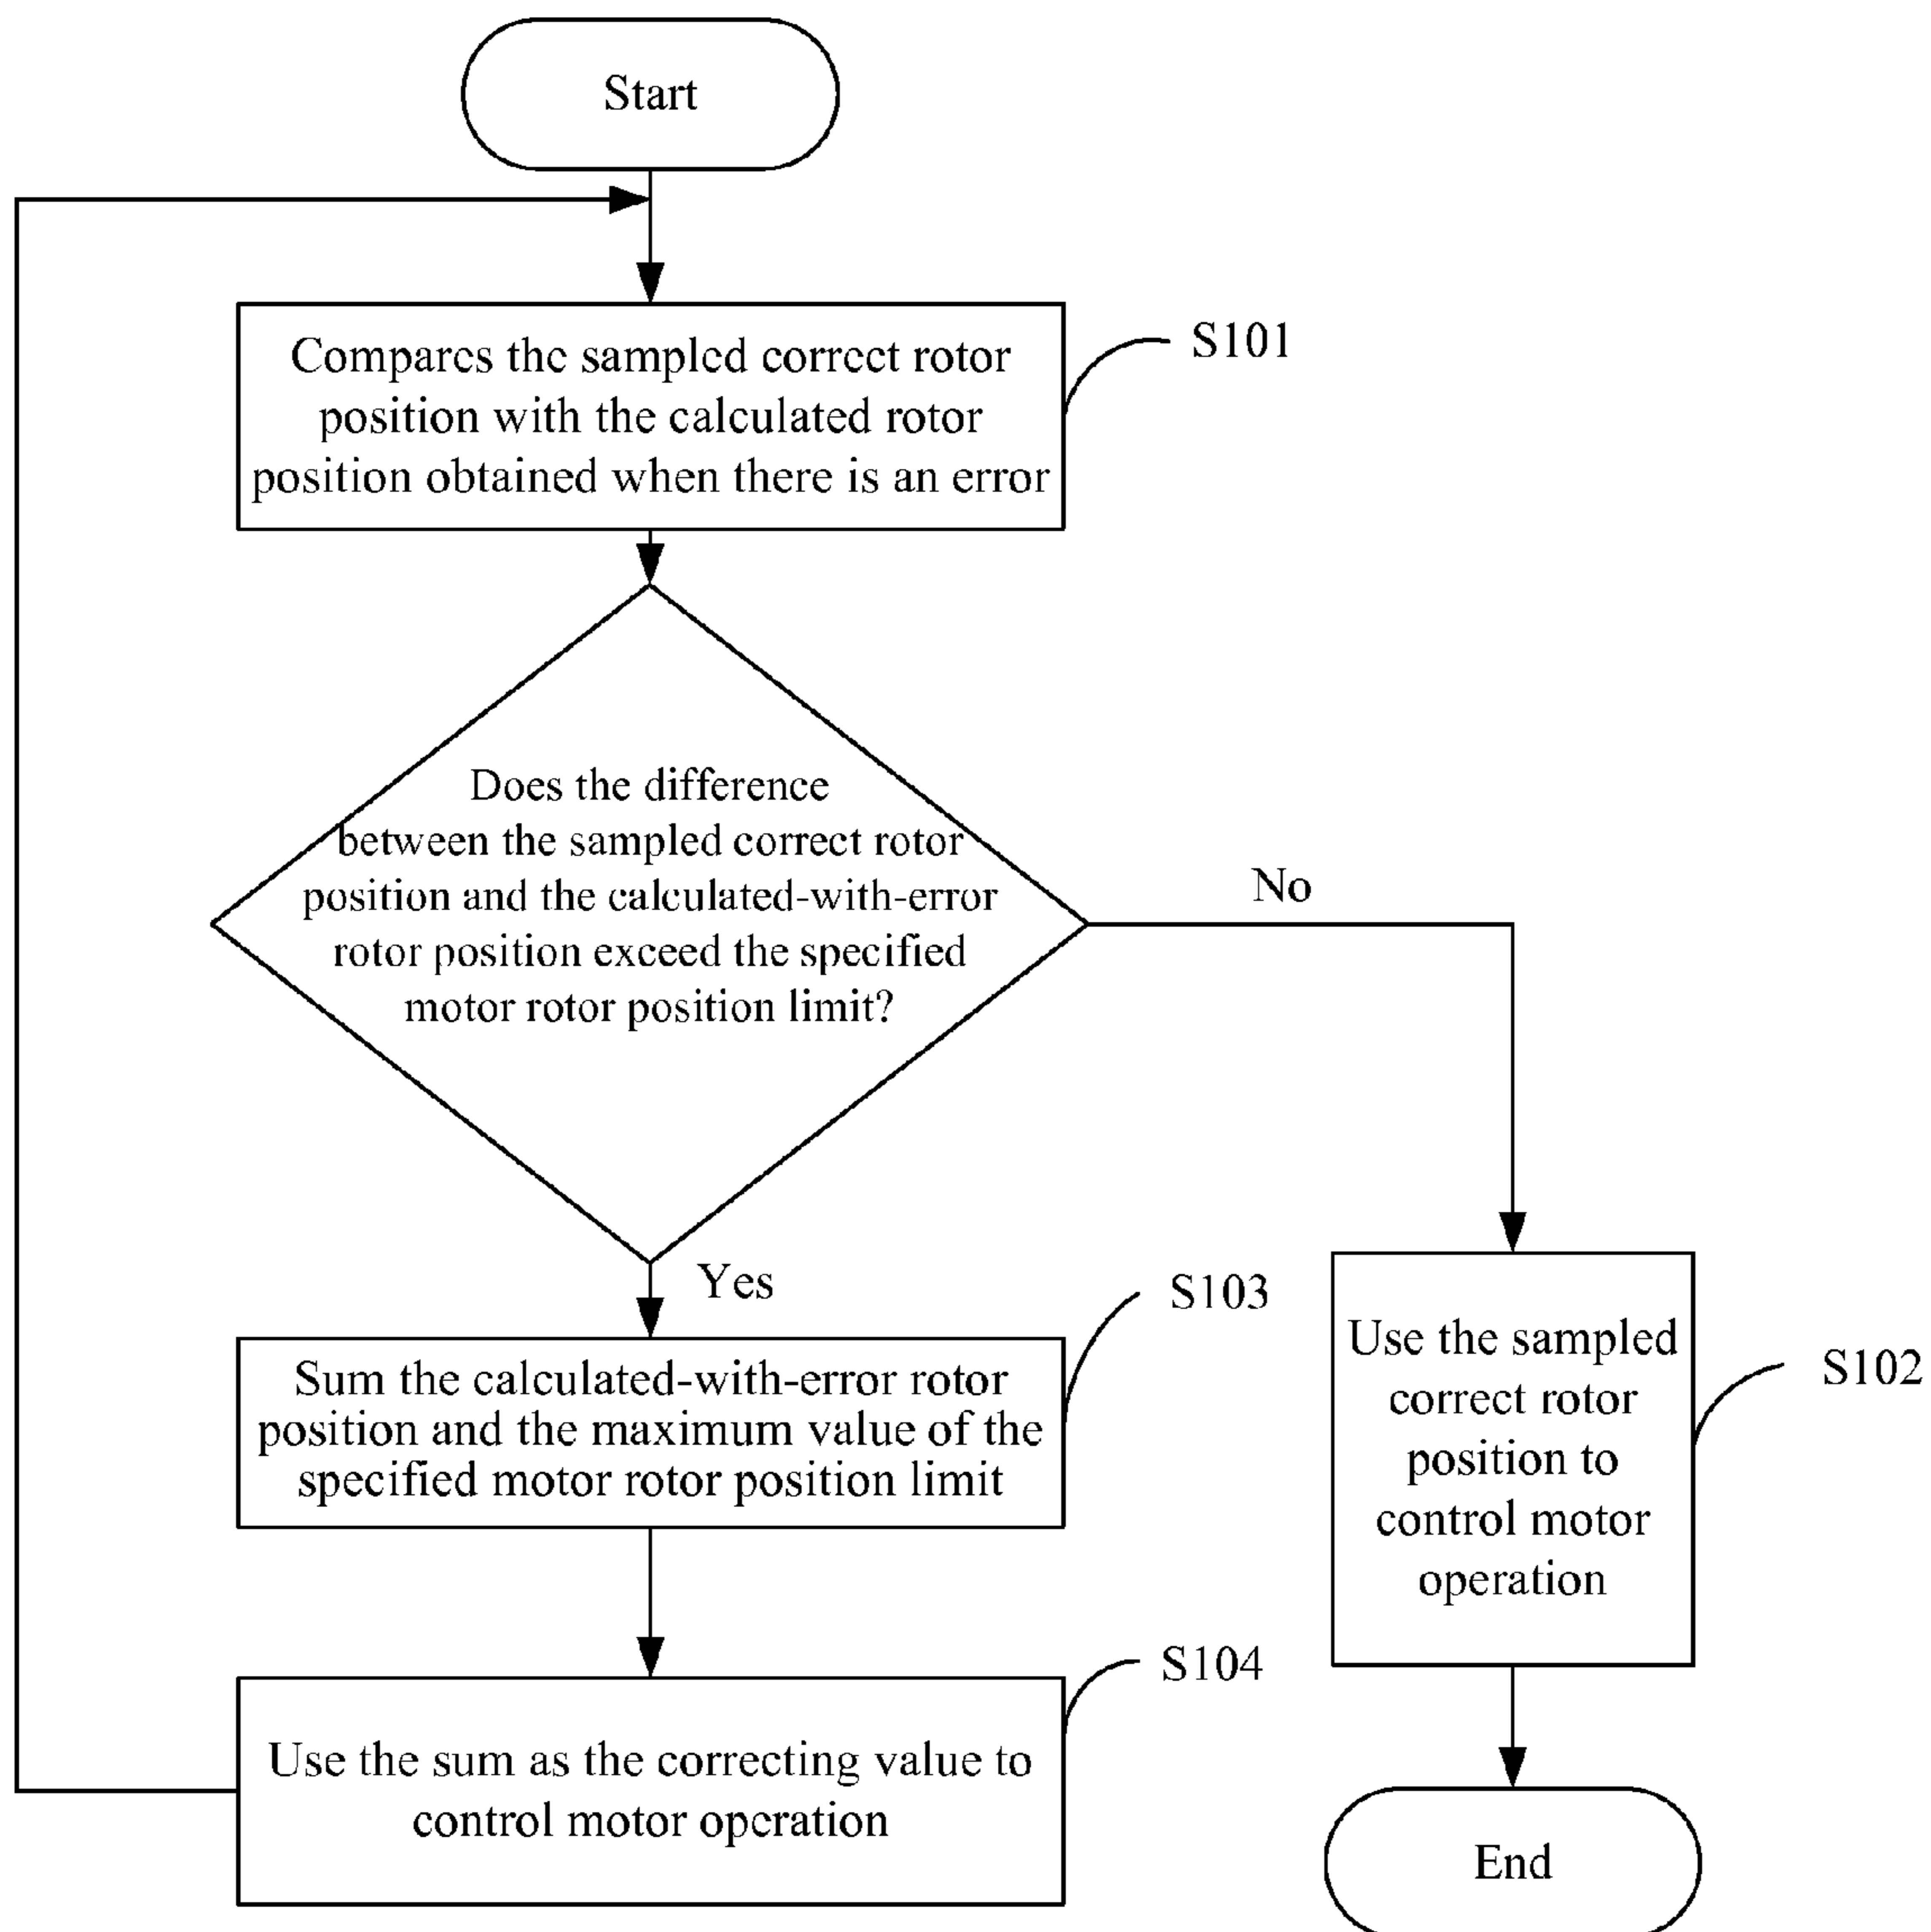 Start
Compares the sampled correct rotor
position with the calculated rotor
position obtained when there is an error
S101
Does the difference
between the sampled correct rotor
position and the calculated-with-error
rotor position exceed the specified
motor rotor position limit?
No
Yes
Sum the calculated-with-error rotor
position and the maximum value of the
specified motor rotor position limit
S103
Use the sampled
correct rotor
position to
control motor
operation
S102
Use the sum as the correcting value to
control motor operation
S104
End